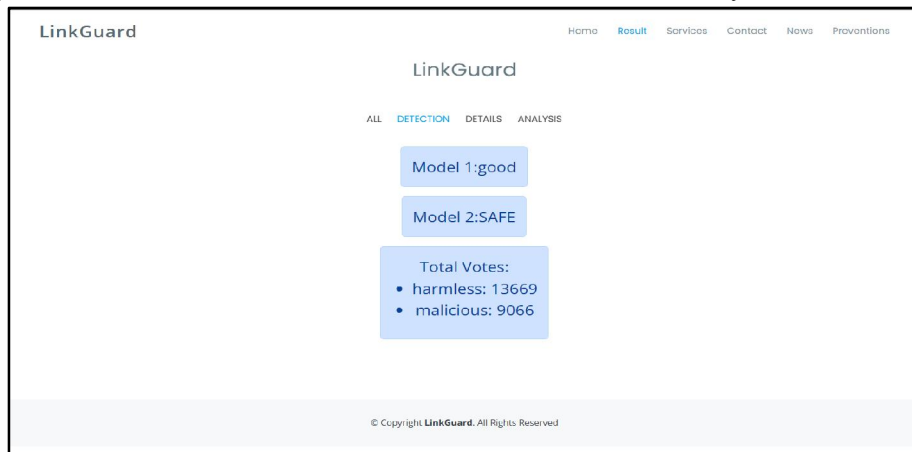 LinkGuard
Home Result Services Contact News Preventions
LinkGuard
ALL DETECTION DETAILS ANALYSIS
Model 1:good
Model 2:SAFE
Total Votes:
• harmless: 13669
• malicious: 9066
© Copyright LinkGuard. All Rights Reserved